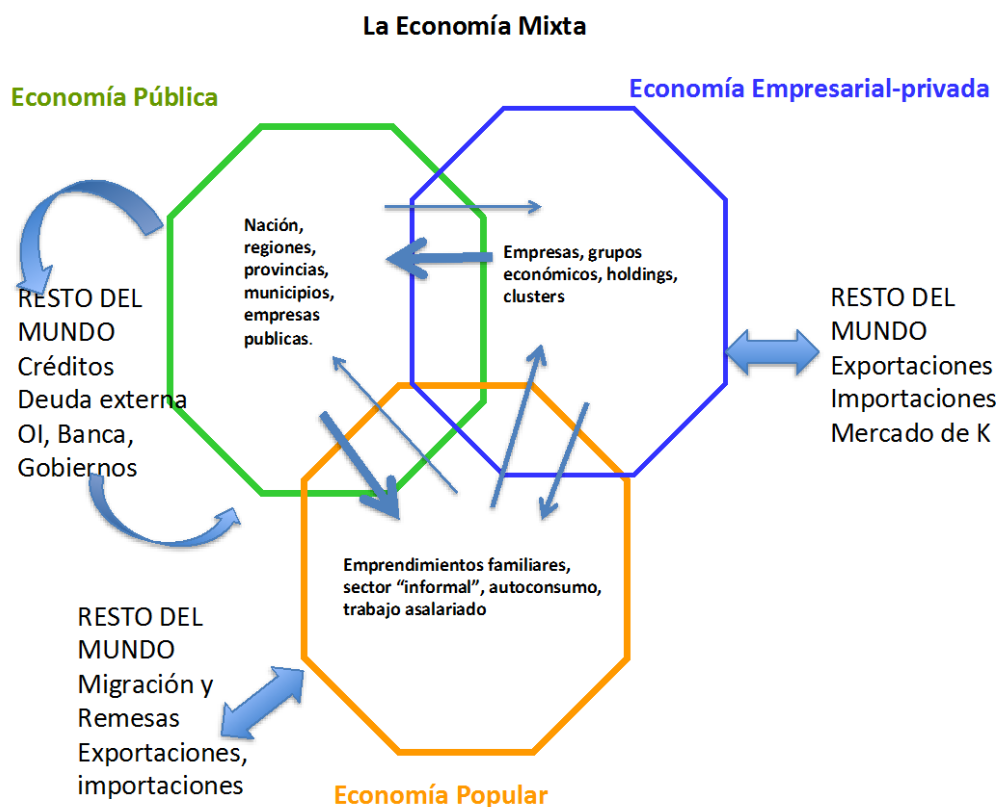 La Economía Mixta
Economía Pública
Economía Empresarial-privada
Nación,
regiones,
provincias,
municipios,
empresas
publicas.
Empresas, grupos
económicos, holdings,
clusters
RESTO DEL
MUNDO
Créditos
Deuda externa
OI, Banca,
Gobiernos
RESTO DEL
MUNDO
Exportaciones
Importaciones
Mercado de K
Emprendimientos familiares,
sector “informal”, autoconsumo,
trabajo asalariado
RESTO DEL
MUNDO
Migración y
Remesas
Exportaciones,
importaciones
Economía Popular